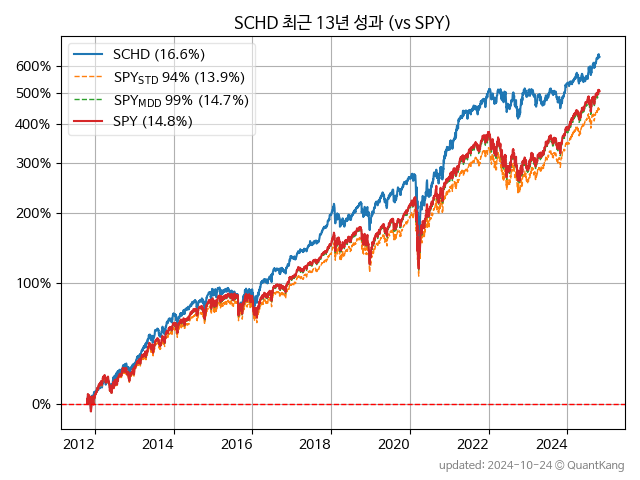 SCHD 최근 13년 성과 (vs SPY)
SCHD (16.6%)
SPY_STD 94% (13.9%)
SPY_MDD 99% (14.7%)
SPY (14.8%)
600%
500%
400%
300%
200%
100%
0%
2012 2014 2016 2018 2020 2022 2024
updated: 2024-10-24 © QuantKang